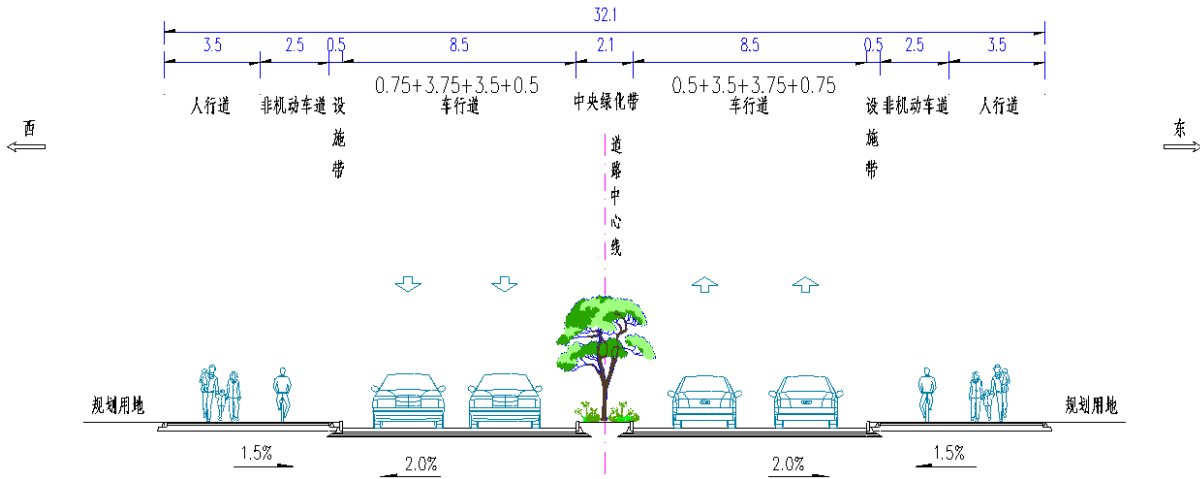 32.1
3.5 2.5 0.5 8.5 2.1 8.5 0.5 2.5 3.5
0.75+3.75+3.5+0.5 0.5+3.5+3.75+0.75
人行道 非机动车道 设施带 车行道 中央绿化带 车行道 设施带 非机动车道 人行道
西 东
道路中心线
规划用地 规划用地
1.5% 2.0% 2.0% 1.5%